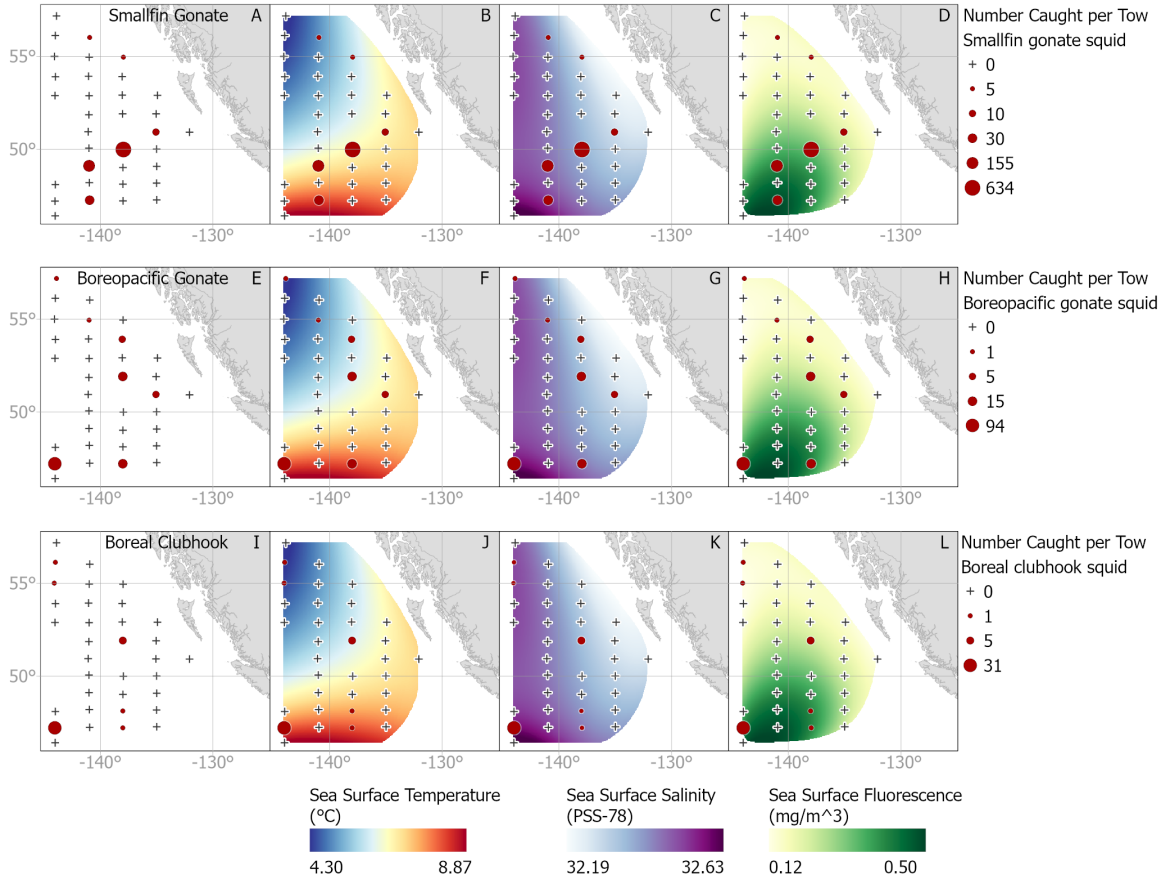 Smallfin Gonate A B C D
55°
50°
-140° -130° -140° -130° -140° -130° -140° -130°
Number Caught per Tow
Smallfin gonate squid
0
5
10
30
155
634
Boreopacific Gonate E F G H
55°
50°
-140° -130° -140° -130° -140° -130° -140° -130°
Number Caught per Tow
Boreopacific gonate squid
0
1
5
15
94
Boreal Clubhook I J K L
55°
50°
-140° -130° -140° -130° -140° -130° -140° -130°
Number Caught per Tow
Boreal clubhook squid
0
1
5
31
Sea Surface Temperature
(°C)
4.30 8.87
Sea Surface Salinity
(PSS-78)
32.19 32.63
Sea Surface Fluorescence
(mg/m^3)
0.12 0.50